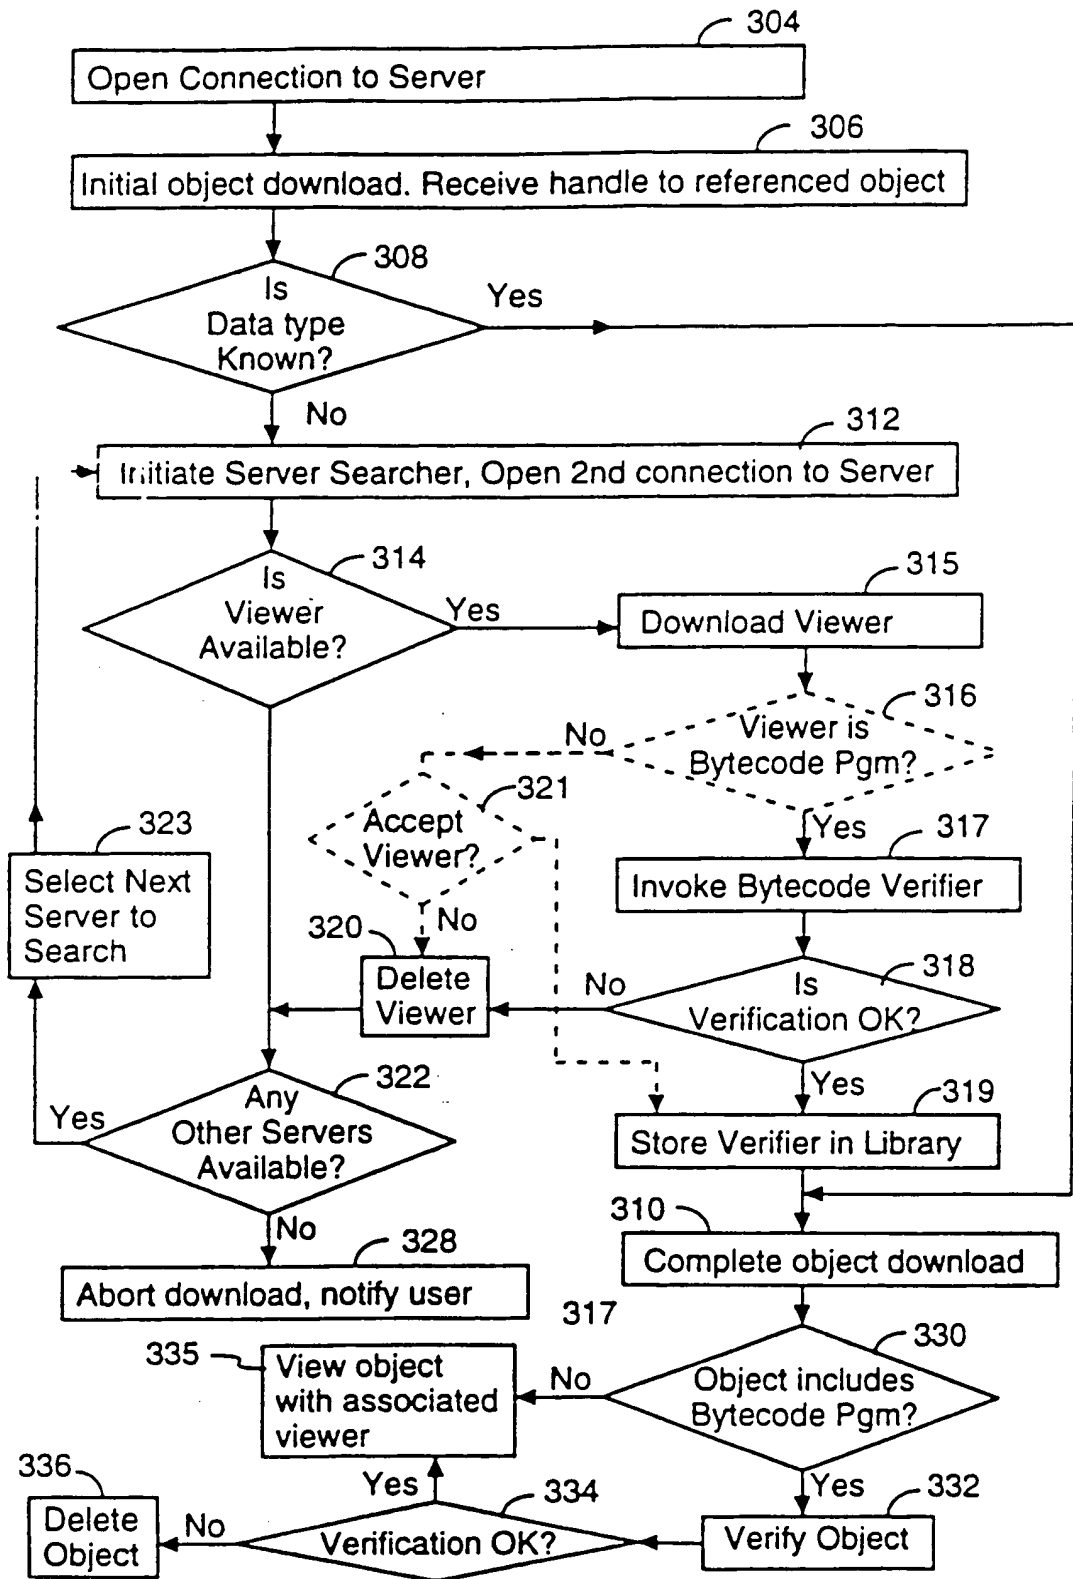 304
Open Connection to Server
306
Initial object download. Receive handle to referenced object
308
Is
Data type
Known?
Yes
No
312
Initiate Server Searcher, Open 2nd connection to Server
314
Is
Viewer
Available?
Yes
315
Download Viewer
316
Viewer is
Bytecode Pgm?
No
Yes
321
Accept
Viewer?
No
317
Invoke Bytecode Verifier
323
Select Next
Server to
Search
320
Delete
Viewer
318
Is
Verification OK?
No
Yes
322
Any
Other Servers
Available?
Yes
No
319
Store Verifier in Library
310
Complete object download
328
Abort download, notify user
317
330
Object includes
Bytecode Pgm?
No
Yes
335
View object
with associated
viewer
Yes
332
Verify Object
334
Verification OK?
No
336
Delete
Object